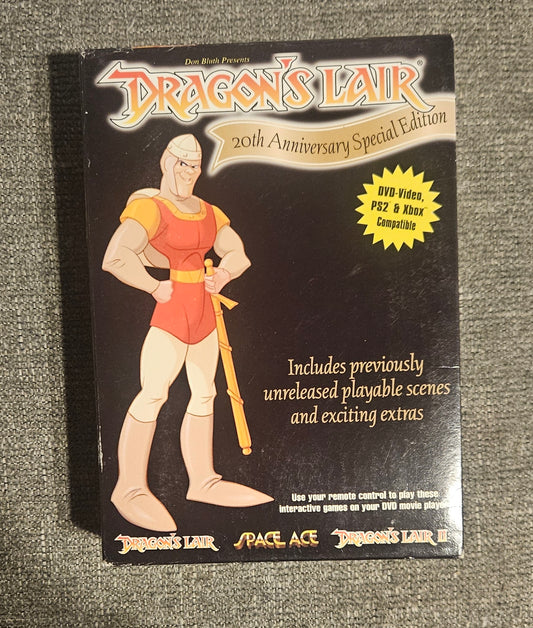 Don Bluth Presents
DRAGON'S LAIR®
20th Anniversary Special Edition
DVD-Video,
PS2 & Xbox
Compatible
Includes previously
unreleased playable scenes
and exciting extras
Use your remote control to play these
interactive games on your DVD movie player
DRAGON'S LAIR SPACE ACE DRAGON'S LAIR II